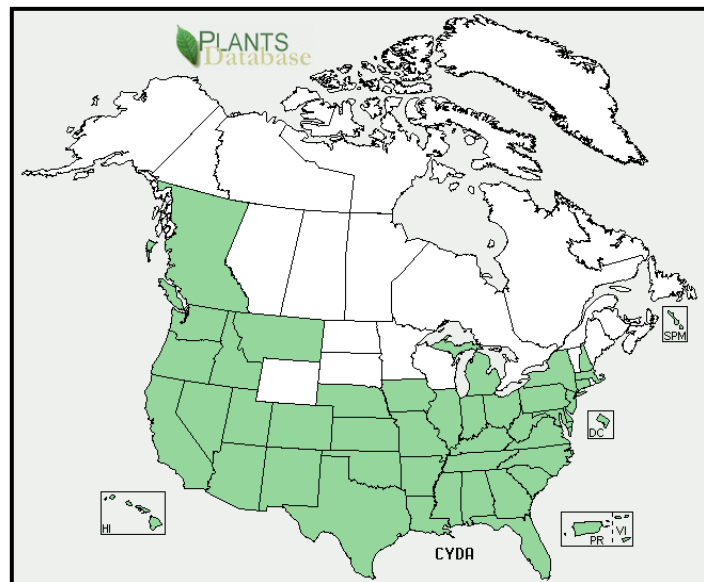 PLANTS
Database
SPM
DC
HI
PR
VI
CYDA